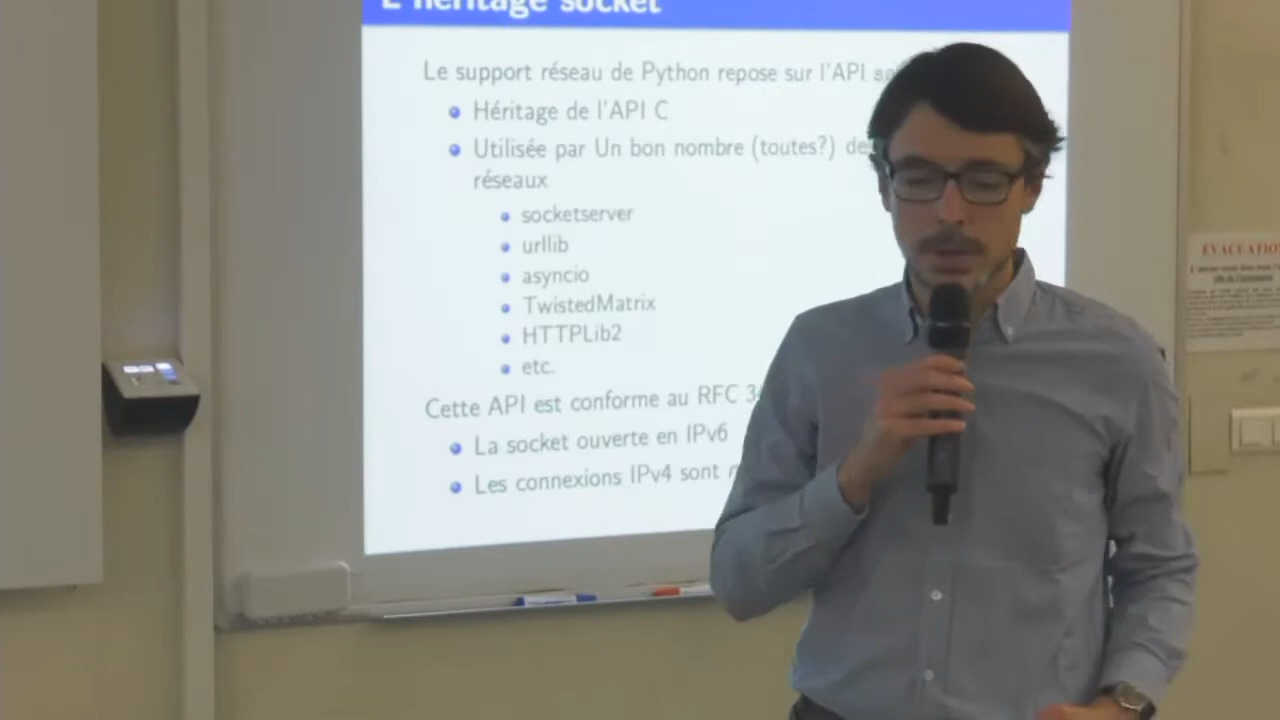 L'héritage socket
Le support réseau de Python repose sur l'API
Héritage de l'API C
Utilisée par Un bon nombre (toutes?) de
réseaux
socketserver
urllib
asyncio
TwistedMatrix
HTTPLib2
etc.
Cette API est conforme au RFC
La socket ouverte en IPv6
Les connexions IPv4 sont
EVACUATION